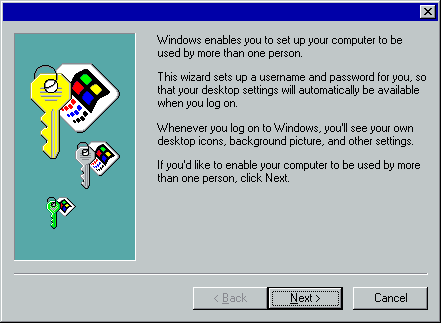 Windows enables you to set up your computer to be
used by more than one person.
This wizard sets up a username and password for you, so
that your desktop settings will automatically be available
when you log on.
Whenever you log on to Windows, you'll see your own
desktop icons, background picture, and other settings.
If you'd like to enable your computer to be used by more
than one person, click Next.
< Back
Next >
Cancel